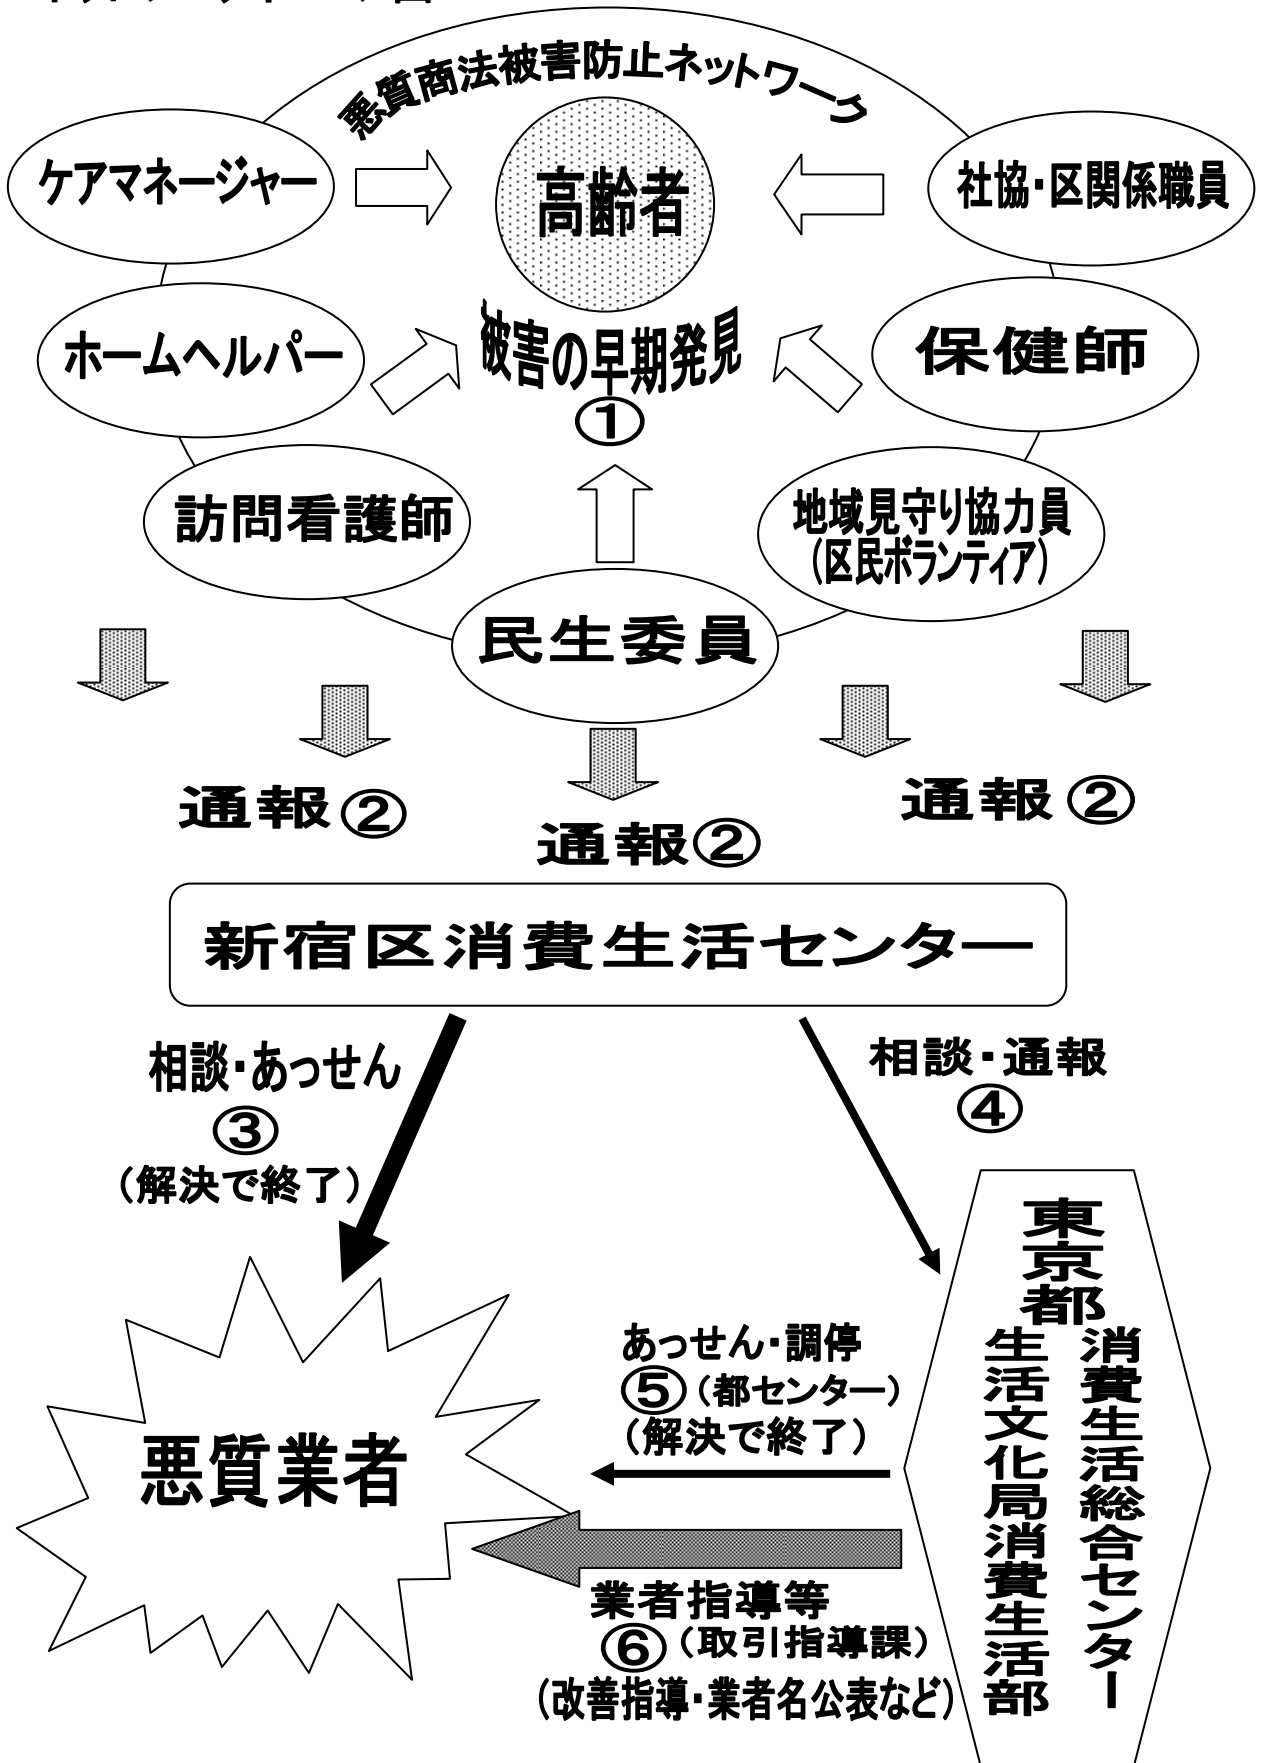 悪質商法被害防止ネットワーク
ケアマネージャー
高齢者
社協・区関係職員
ホームヘルパー
被害の早期発見
①
保健師
訪問看護師
地域見守り協力員
(区民ボランティア)
民生委員
通報②
通報②
通報②
新宿区消費生活センター
相談・あっせん
③
(解決で終了)
相談・通報
④
東京都
消費生活総合センター
生活文化局消費生活部
あっせん・調停
⑤(都センター)
(解決で終了)
悪質業者
業者指導等
⑥(取引指導課)
(改善指導・業者名公表など)